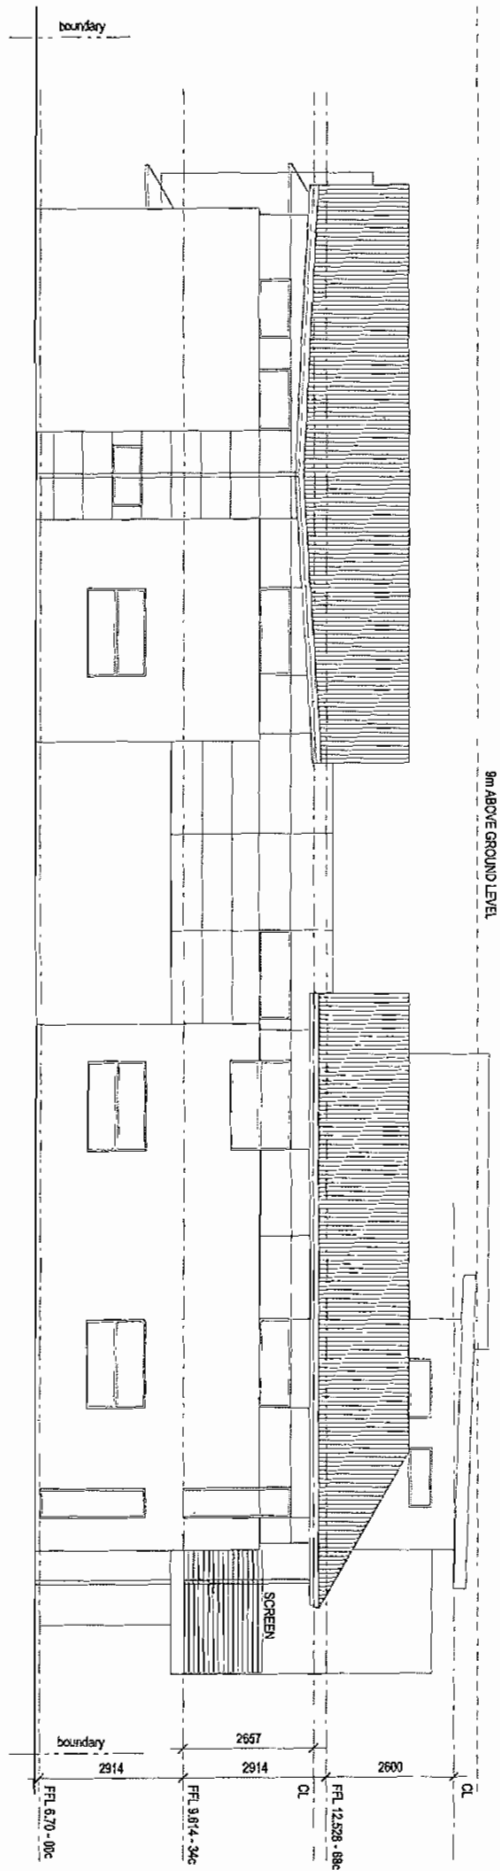 boundary
9m ABOVE GROUND LEVEL
SCREEN
boundary
2657
2914
2914
2600
CL
CL
FFL 6.70 - 00c
FFL 9.614 - 34c
FFL 12.528 - 68c